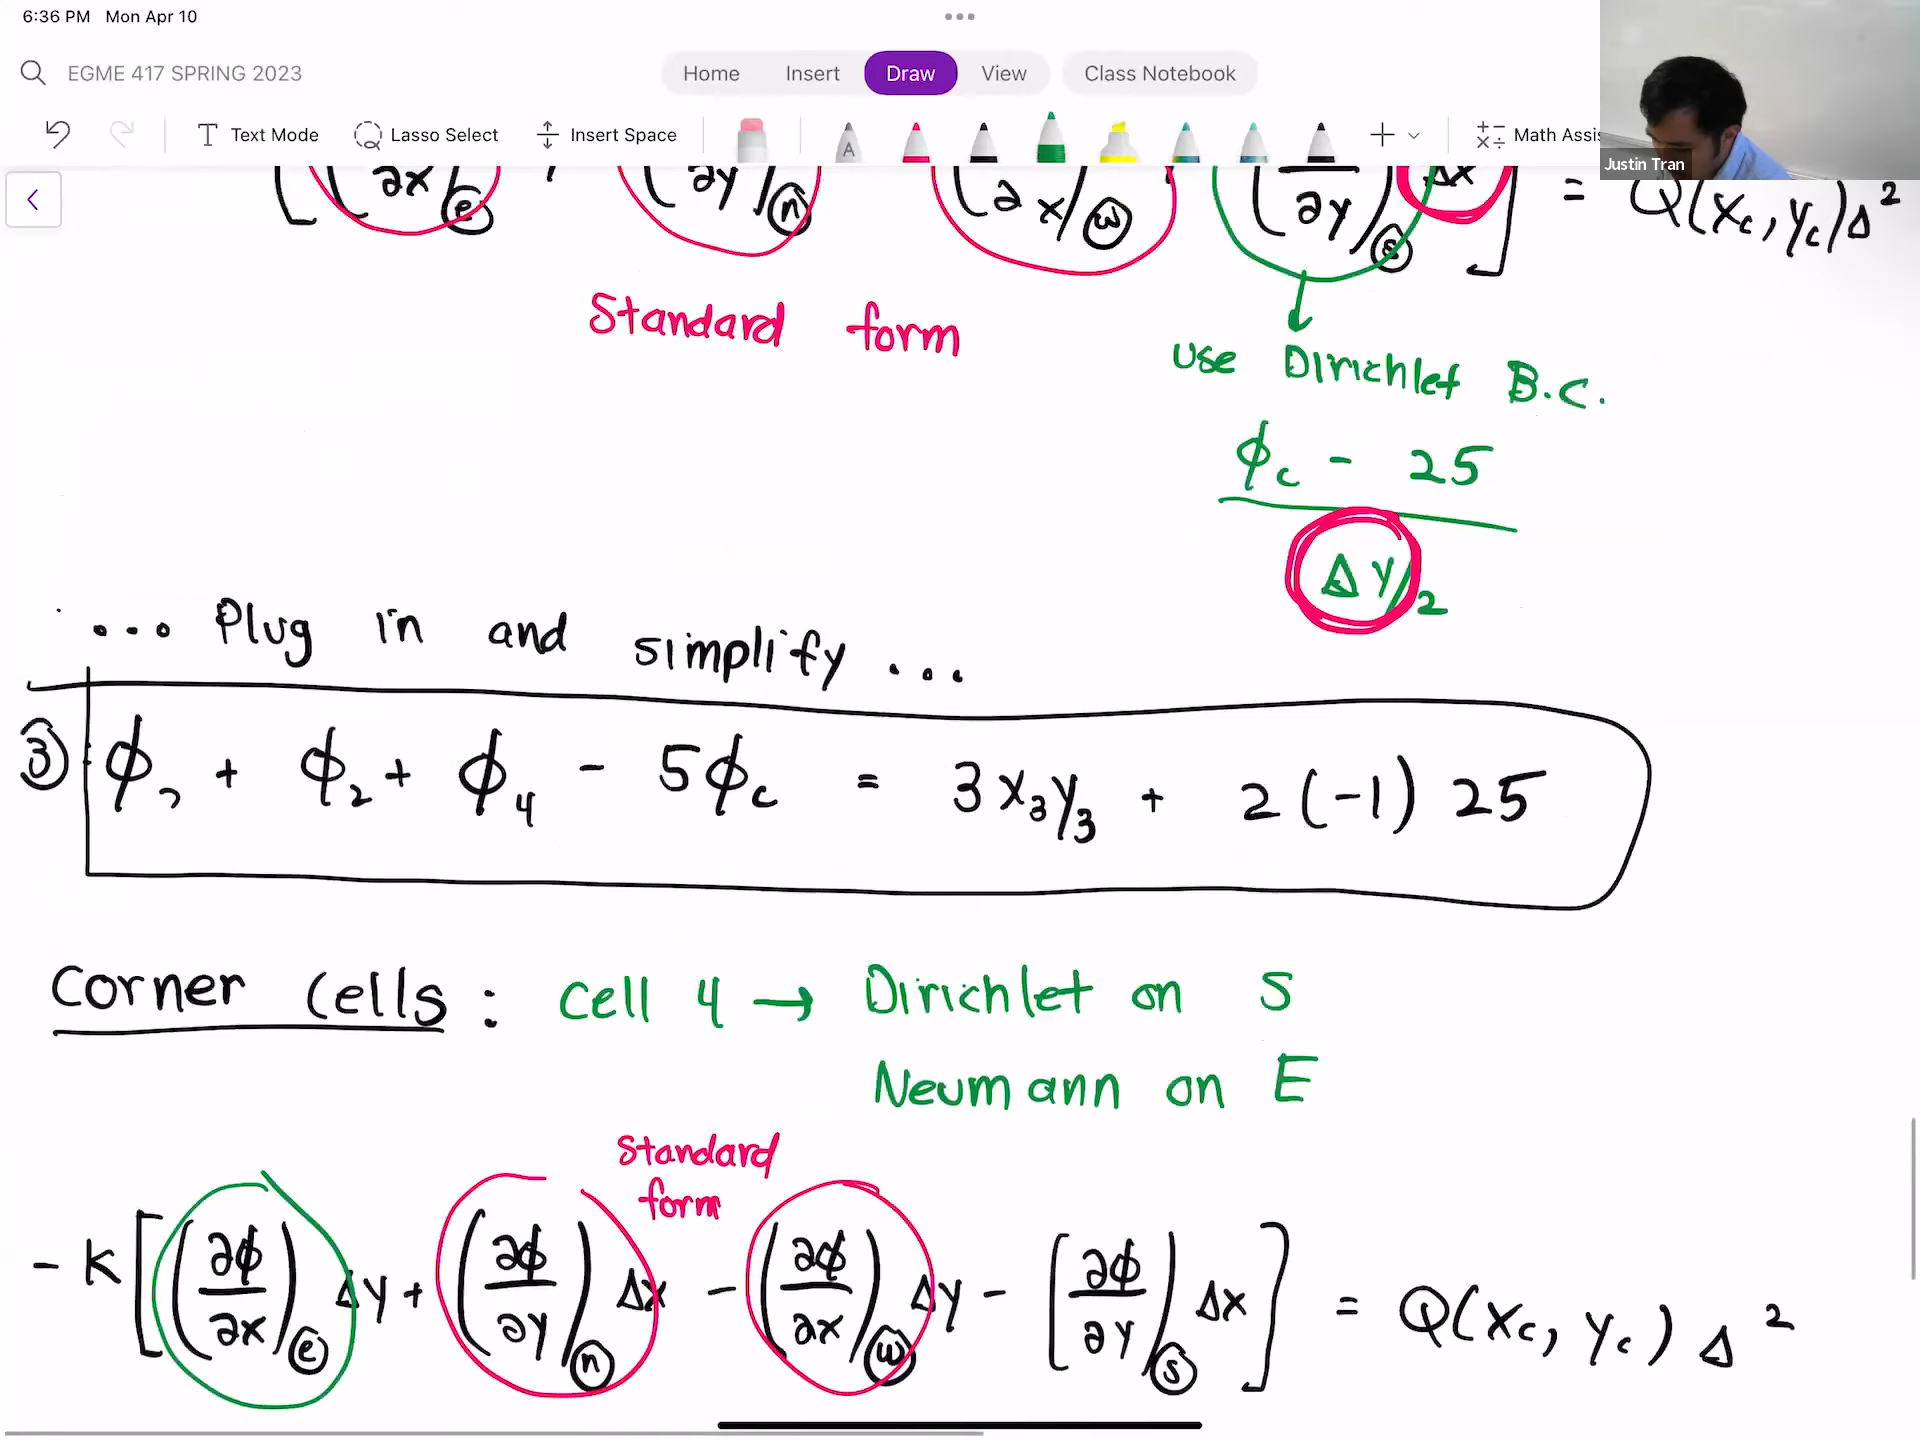 6:36 PM Mon Apr 10
EGME 417 SPRING 2023
Home Insert Draw View Class Notebook
Text Mode Lasso Select Insert Space A Math Assis
Justin Tran
[ ( ∂x )e ( ∂y )n ( ∂x )w ( ∂y )s Δx ] = Q(xc, yc)Δ²
Standard form
use Dirichlet B.C.
ϕc - 25
Δy/2
... Plug in and simplify ...
③ ϕ₇ + ϕ₂ + ϕ₄ - 5ϕc = 3x₃y₃ + 2(-1) 25
Corner Cells: cell 4 → Dirichlet on S
Neumann on E
Standard
form
- K [ (∂ϕ/∂x)e Δy + (∂ϕ/∂y)n Δx - (∂ϕ/∂x)w Δy - [∂ϕ/∂y)s Δx ] = Q(xc, yc) Δ²